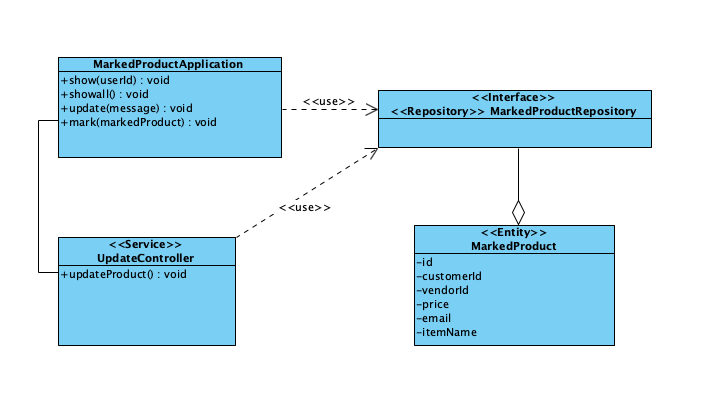 MarkedProductApplication
+show(userId) : void
+showall() : void
+update(message) : void
+mark(markedProduct) : void
<<use>>
<<Interface>>
<<Repository>> MarkedProductRepository
<<use>>
<<Service>>
UpdateController
+updateProduct() : void
<<Entity>>
MarkedProduct
-id
-customerId
-vendorId
-price
-email
-itemName